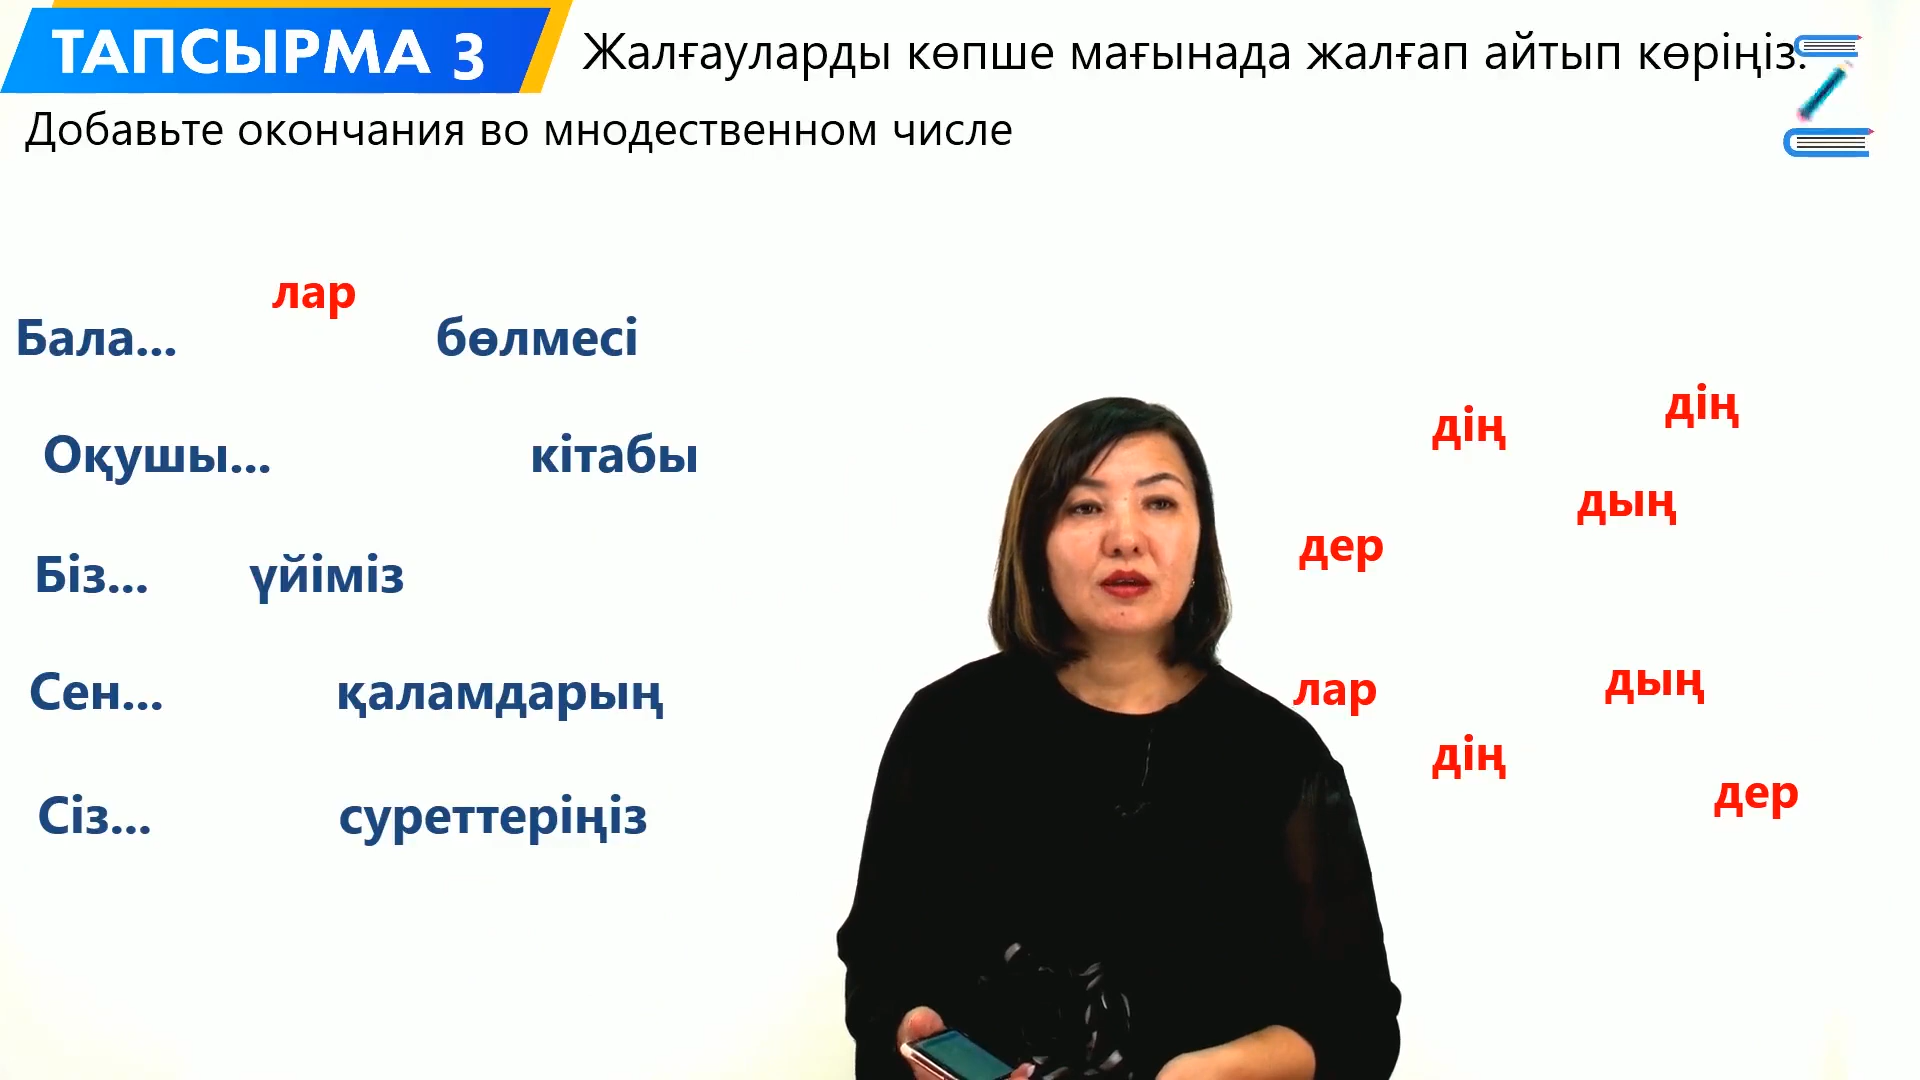 ТАПСЫРМА 3
Жалғауларды көпше мағынада жалғап айтып көріңіз.
Добавьте окончания во мнодественном числе
лар
Бала... бөлмесі
Оқушы... кітабы
Біз... үйіміз
Сен... қаламдарың
Сіз... суреттеріңіз
дің
дің
дың
дер
лар
дың
дің
дер